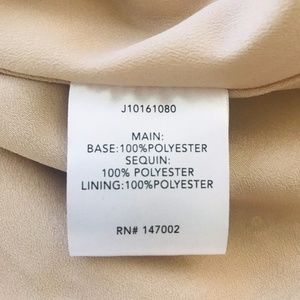 J10161080
MAIN:
BASE:100%POLYESTER
SEQUIN:
100% POLYESTER
LINING:100%POLYESTER
RN# 147002